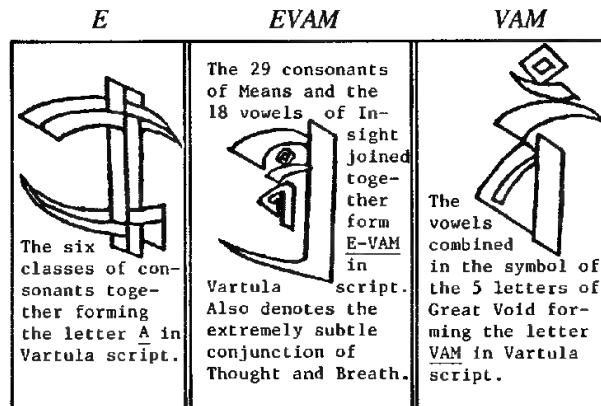 E
The six
classes of con-
sonants toge-
ther forming
the letter A in
Vartula script.
EVAM
The 29 consonants
of Means and the
18 vowels of In-
sight
joined
toge-
ther
form
E-VAM
in
Vartula script.
Also denotes the
extremely subtle
conjunction of
Thought and Breath.
VAM
The
vowels
combined
in the symbol of
the 5 letters of
Great Void for-
ming the letter
VAM in Vartula
script.